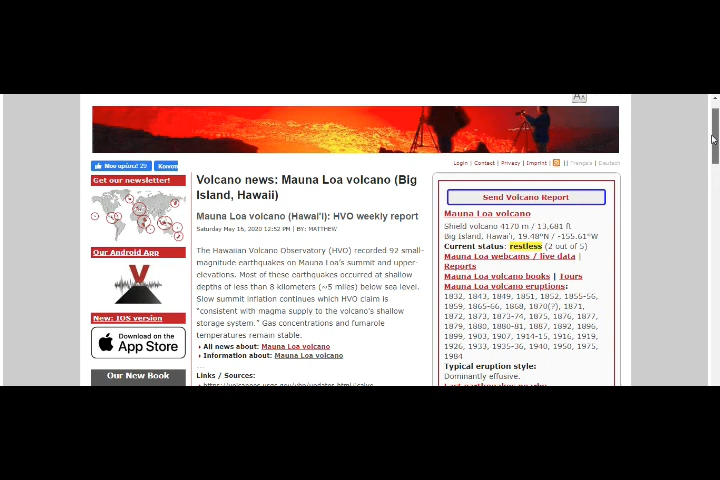 Login | Contact | Privacy | Imprint | || Français | Deutsch
Get our newsletter!
Our Android App
New: IOS version
Download on the
App Store
Our New Book
Volcano news: Mauna Loa volcano (Big
Island, Hawaii)
Mauna Loa volcano (Hawai'i): HVO weekly report
Saturday May 16, 2020 12:52 PM | BY: MATTHEW
The Hawaiian Volcano Observatory (HVO) recorded 92 small-
magnitude earthquakes on Mauna Loa's summit and upper-
elevations. Most of these earthquakes occurred at shallow
depths of less than 8 kilometers (~5 miles) below sea level.
Slow summit inflation continues which HVO claim is
"consistent with magma supply to the volcano's shallow
storage system." Gas concentrations and fumarole
temperatures remain stable.
All news about: Mauna Loa volcano
Information about: Mauna Loa volcano
...
Links / Sources:
Send Volcano Report
Mauna Loa volcano
Shield volcano 4170 m / 13,681 ft
Big Island, Hawai'i, 19.48°N / -155.61°W
Current status: restless (2 out of 5)
Mauna Loa webcams / live data |
Reports
Mauna Loa volcano books | Tours
Mauna Loa volcano eruptions:
1832, 1843, 1849, 1851, 1852, 1855-56,
1859, 1865-66, 1868, 1870(?), 1871,
1872, 1873, 1873-74, 1875, 1876, 1877,
1879, 1880, 1880-81, 1887, 1892, 1896,
1899, 1903, 1907, 1914-15, 1916, 1919,
1926, 1933, 1935-36, 1940, 1950, 1975,
1984
Typical eruption style:
Dominantly effusive.